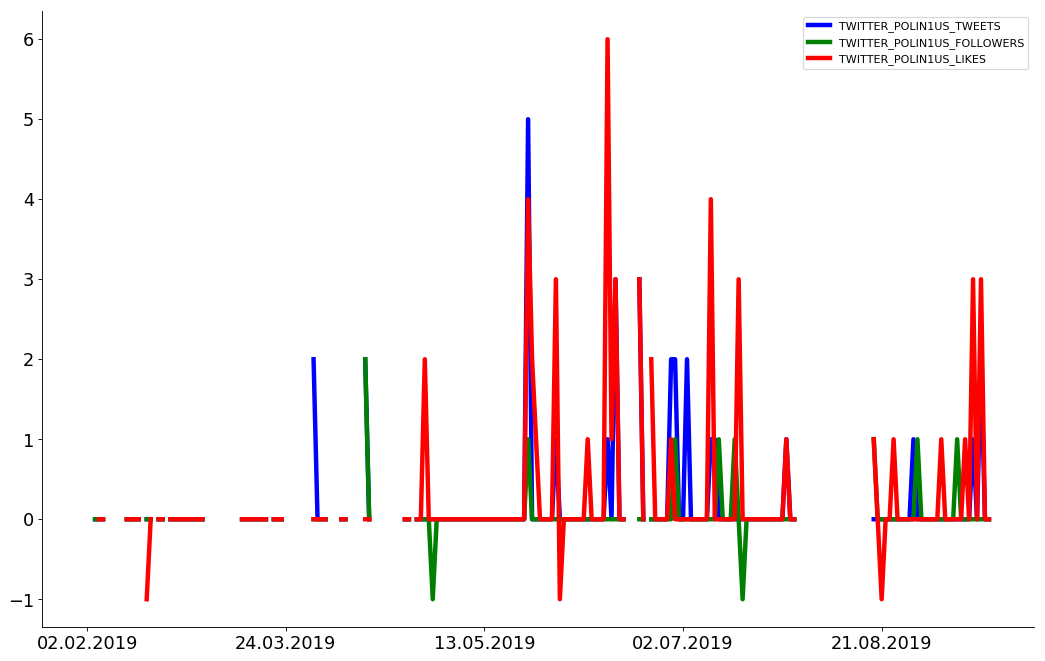 TWITTER_POLIN1US_TWEETS
TWITTER_POLIN1US_FOLLOWERS
TWITTER_POLIN1US_LIKES
6
5
4
3
2
1
0
−1
02.02.2019 24.03.2019 13.05.2019 02.07.2019 21.08.2019